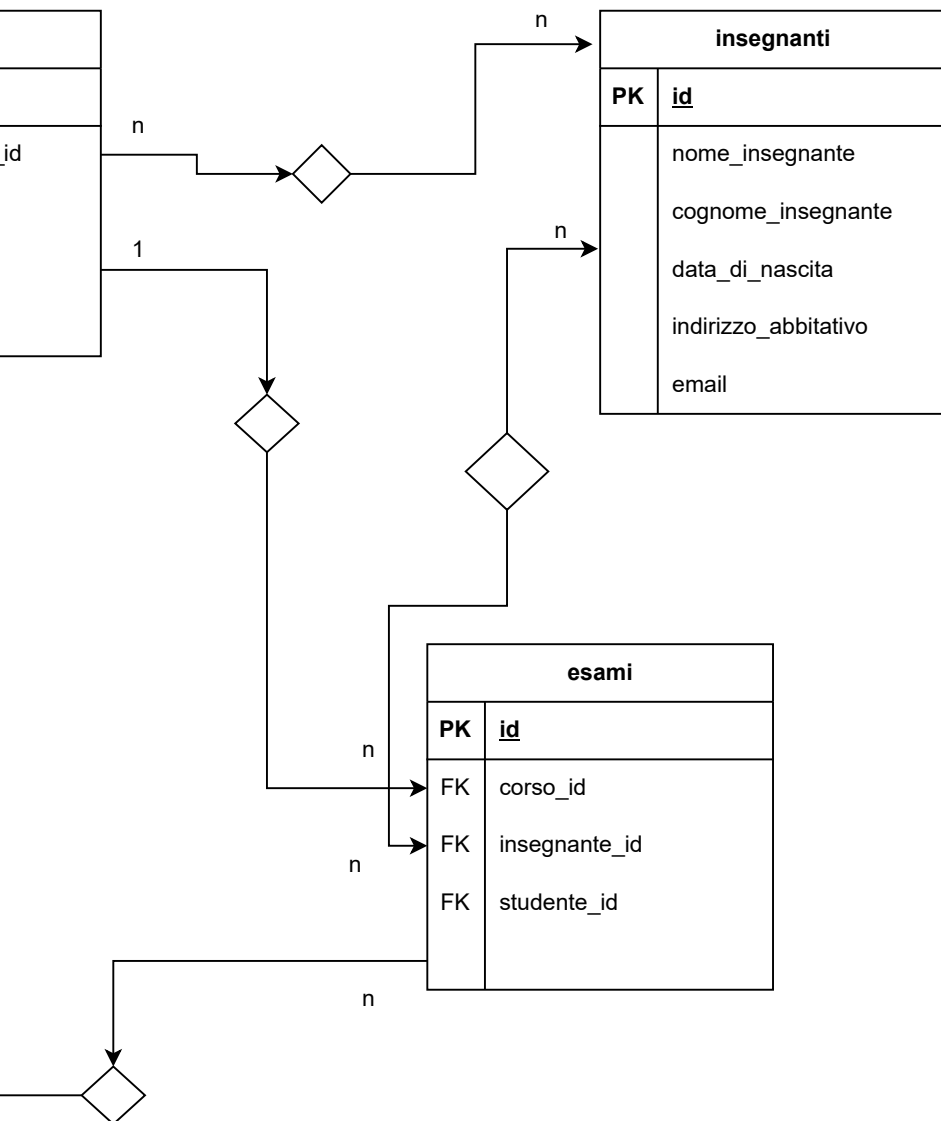 n
insegnanti
PK id
n
_id
nome_insegnante
cognome_insegnante
n
1
data_di_nascita
indirizzo_abbitativo
email
esami
PK id
n
FK corso_id
FK insegnante_id
n
FK studente_id
n